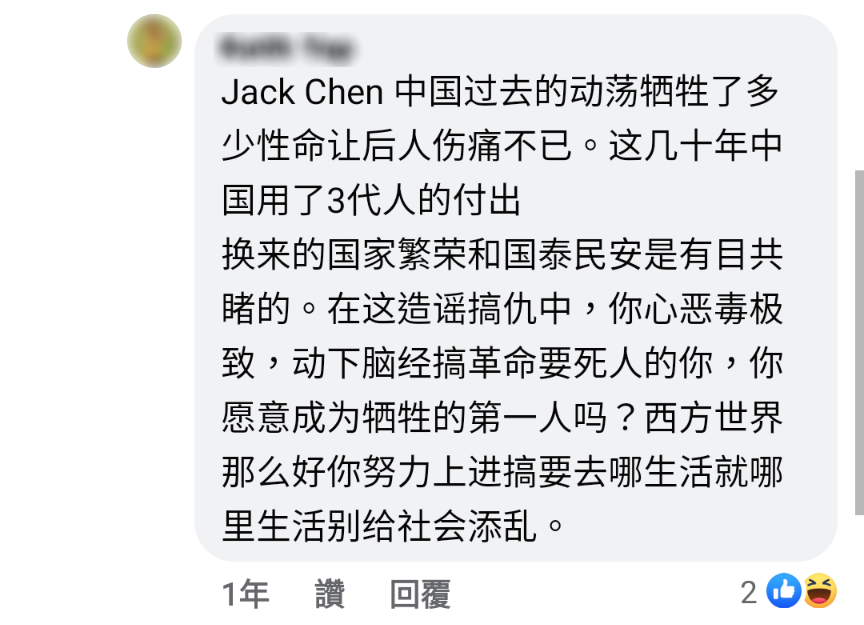 Jack Chen 中国过去的动荡牺牲了多
少性命让后人伤痛不已。这几十年中
国用了3代人的付出
换来的国家繁荣和国泰民安是有目共
睹的。在这造谣搞仇中，你心恶毒极
致，动下脑经搞革命要死人的你，你
愿意成为牺牲的第一人吗？西方世界
那么好你努力上进搞要去哪生活就哪
里生活别给社会添乱。
1年 讚 回覆 2